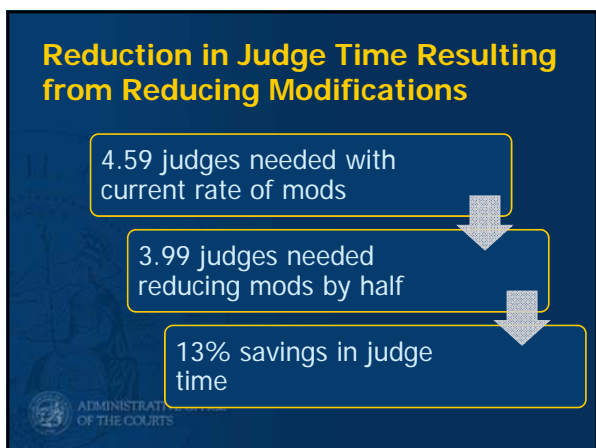 Reduction in Judge Time Resulting
from Reducing Modifications
4.59 judges needed with
current rate of mods
3.99 judges needed
reducing mods by half
13% savings in judge
time
OF THE COURTS